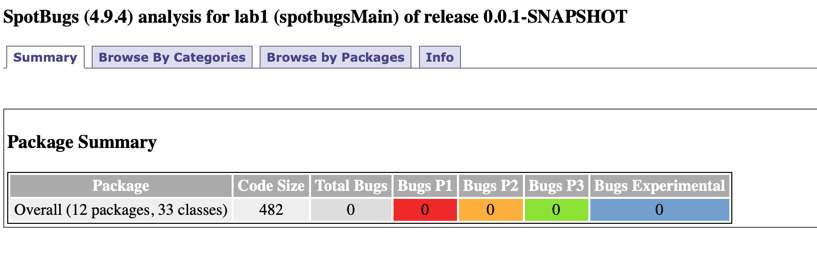 SpotBugs (4.9.4) analysis for lab1 (spotbugsMain) of release 0.0.1-SNAPSHOT
Summary Browse By Categories Browse by Packages Info
Package Summary
Package Code Size Total Bugs Bugs P1 Bugs P2 Bugs P3 Bugs Experimental
Overall (12 packages, 33 classes) 482 0 0 0 0 0